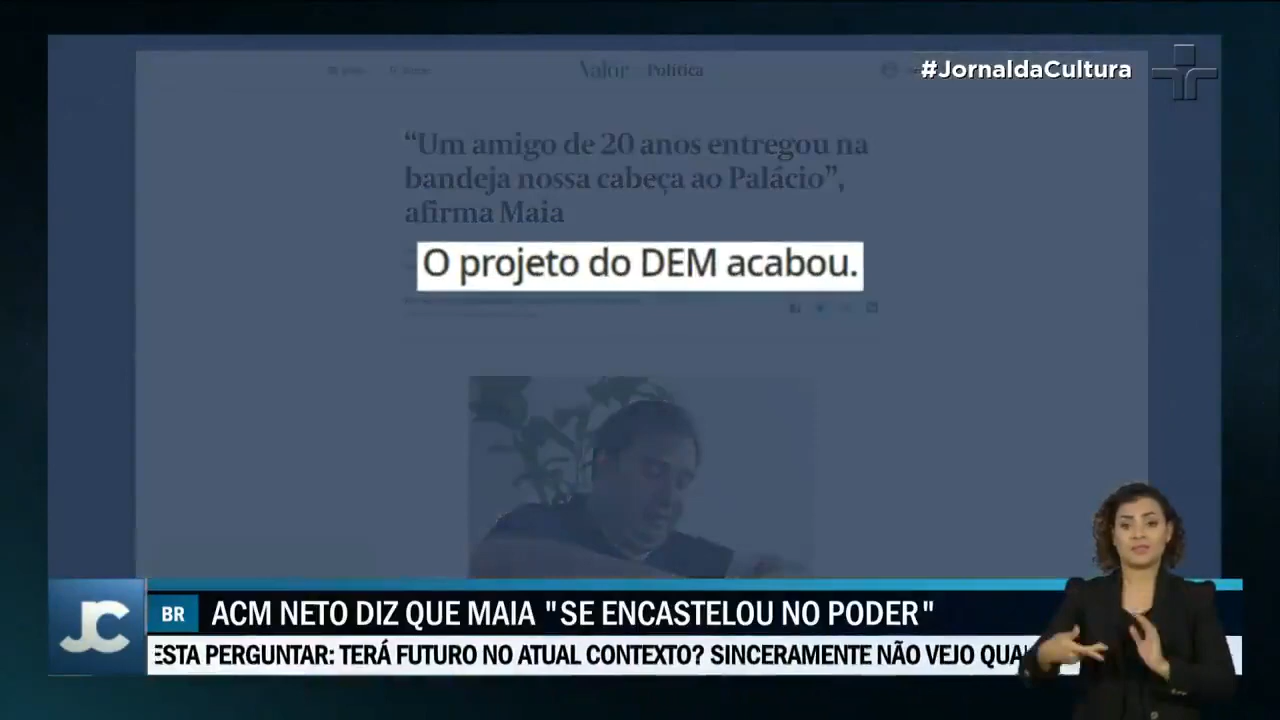 #JornaldaCultura
Valor Política
“Um amigo de 20 anos entregou na
bandeja nossa cabeça ao Palácio”,
afirma Maia
O projeto do DEM acabou.
JC
BR
ACM NETO DIZ QUE MAIA "SE ENCASTELOU NO PODER"
ESTA PERGUNTAR: TERÁ FUTURO NO ATUAL CONTEXTO? SINCERAMENTE NÃO VEJO